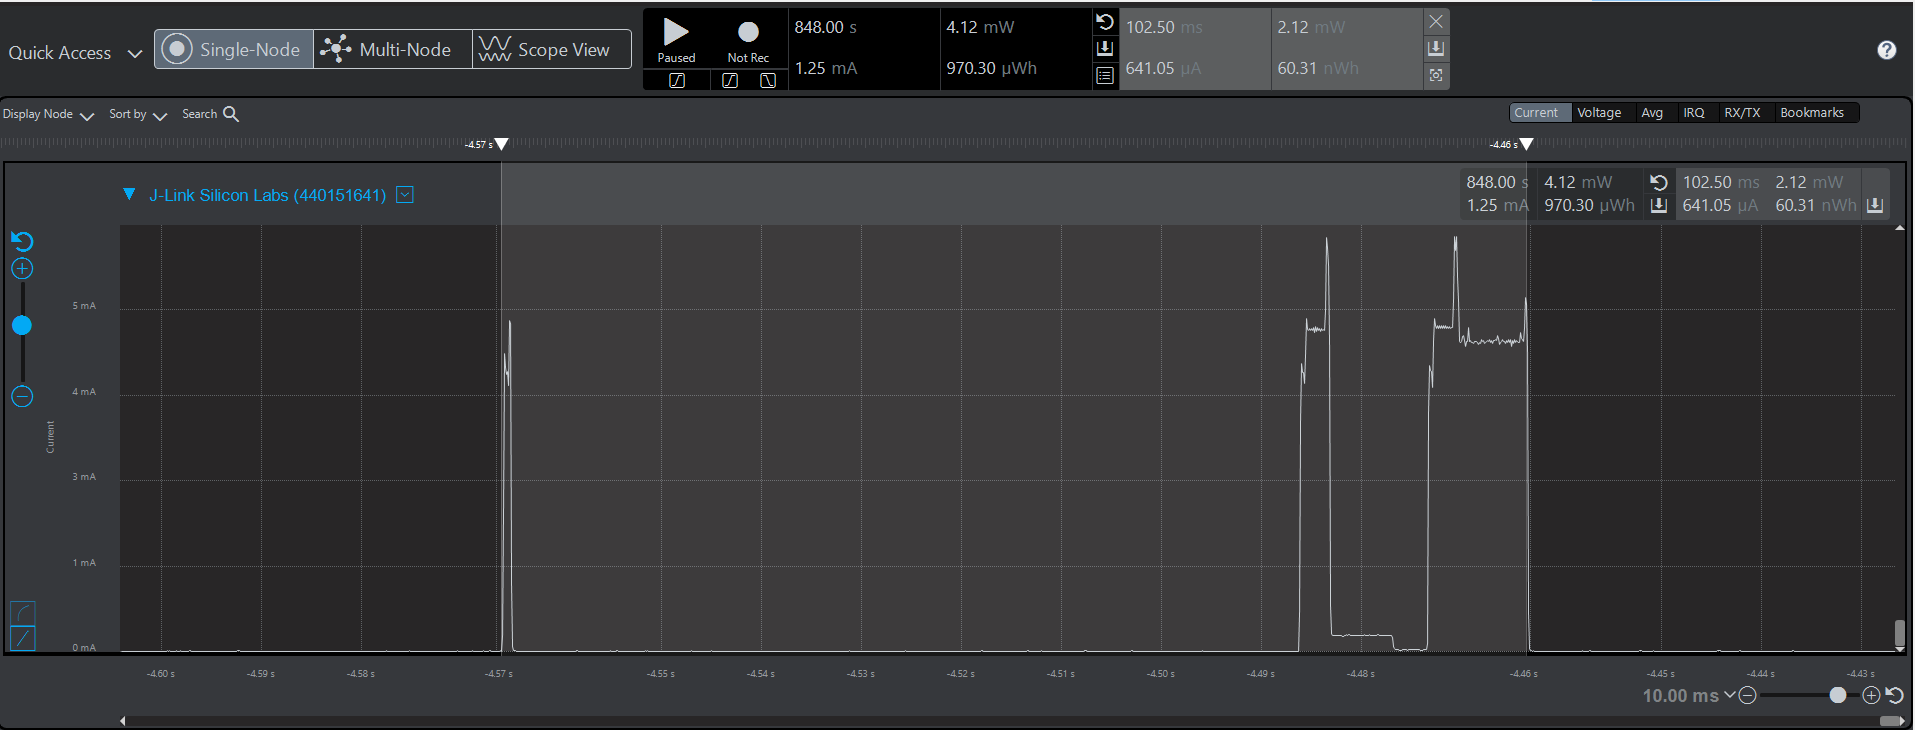 Quick Access
Single-Node
Multi-Node
Scope View
Paused
Not Rec
848.00 s
4.12 mW
1.25 mA
970.30 µWh
102.50 ms
2.12 mW
641.05 µA
60.31 nWh
?
Display Node
Sort by
Search
Current
Voltage
Avg
IRQ
RX/TX
Bookmarks
-4.57 s
-4.46 s
J-Link Silicon Labs (440151641)
848.00 s 4.12 mW
1.25 mA 970.30 µWh
102.50 ms 2.12 mW
641.05 µA 60.31 nWh
5 mA
4 mA
Current
3 mA
1 mA
0 mA
-4.60 s
-4.59 s
-4.58 s
-4.57 s
-4.55 s
-4.54 s
-4.53 s
-4.52 s
-4.51 s
-4.50 s
-4.49 s
-4.48 s
-4.46 s
-4.45 s
-4.44 s
-4.43 s
10.00 ms